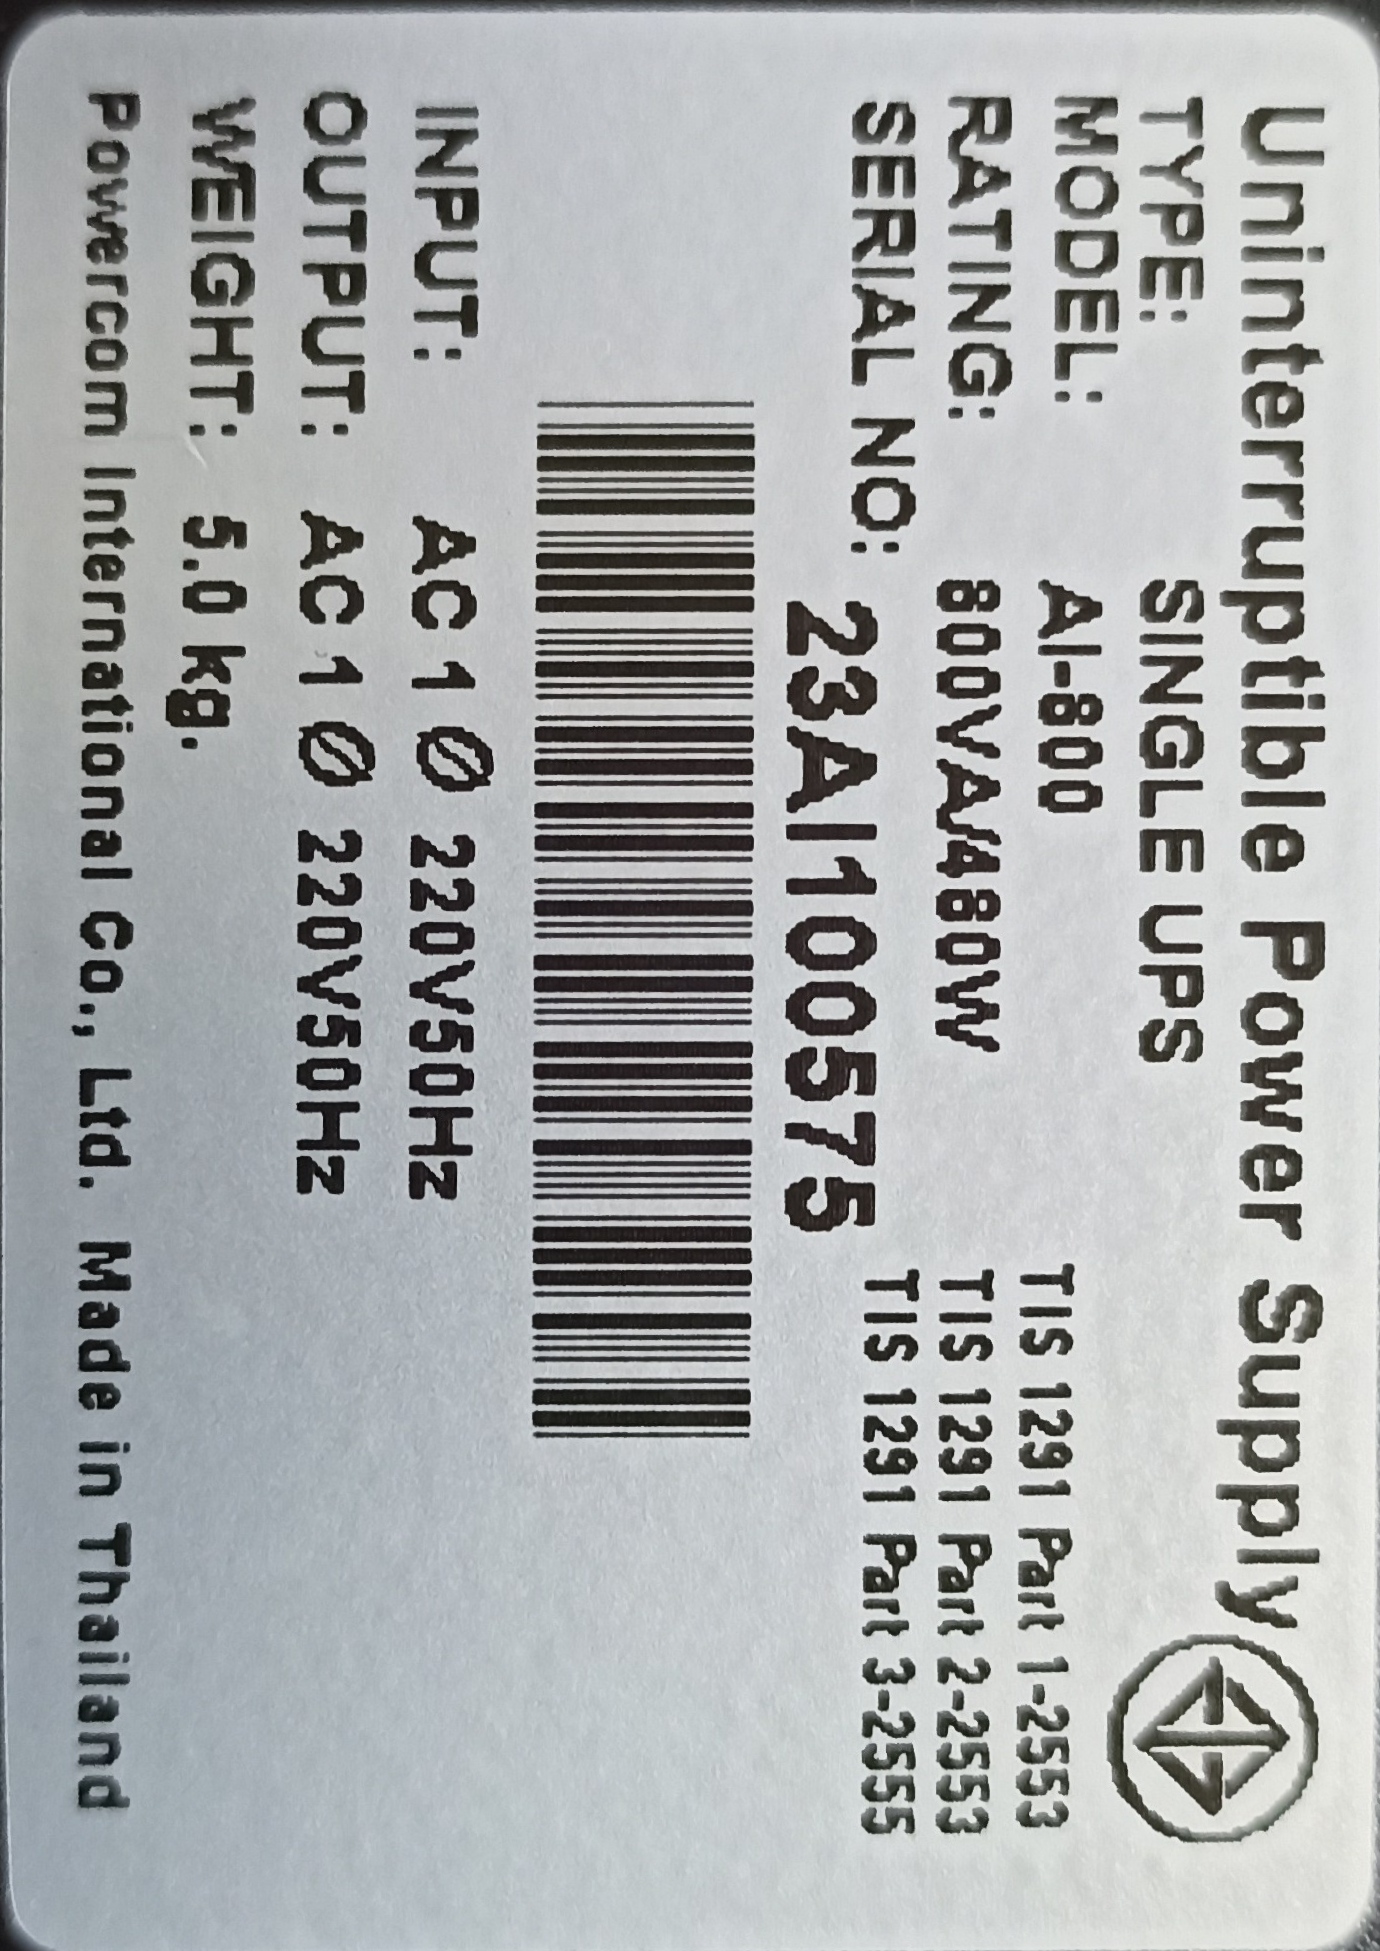 Uninterruptible Power Supply
TYPE: SINGLE UPS
MODEL: AI-800
RATING: 800VA/480W
SERIAL NO: 23AI100575
TIS 1291 Part 1-2553
TIS 1291 Part 2-2553
TIS 1291 Part 3-2555
INPUT: AC 1 Ø 220V50Hz
OUTPUT: AC 1 Ø 220V50Hz
WEIGHT: 5.0 kg.
Powercom International Co., Ltd. Made in Thailand